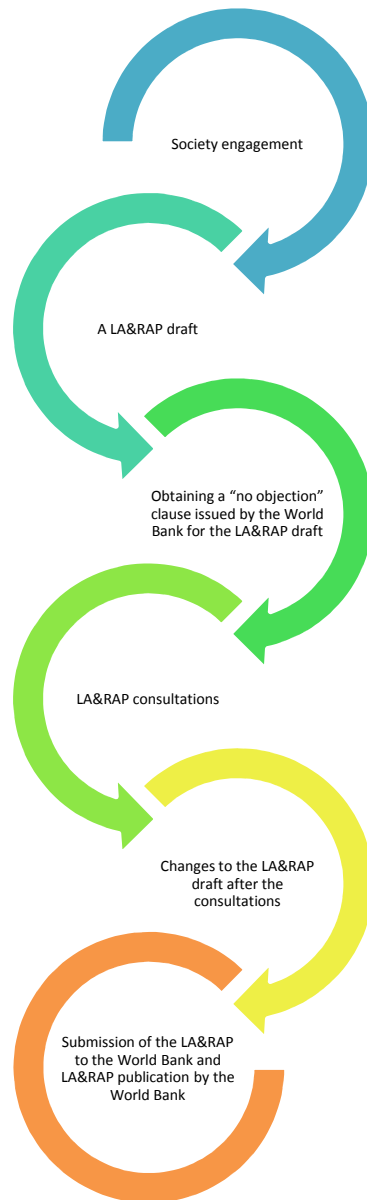 Society engagement
A LA&RAP draft
Obtaining a “no objection”
clause issued by the World
Bank for the LA&RAP draft
LA&RAP consultations
Changes to the LA&RAP
draft after the
consultations
Submission of the LA&RAP
to the World Bank and
LA&RAP publication by the
World Bank